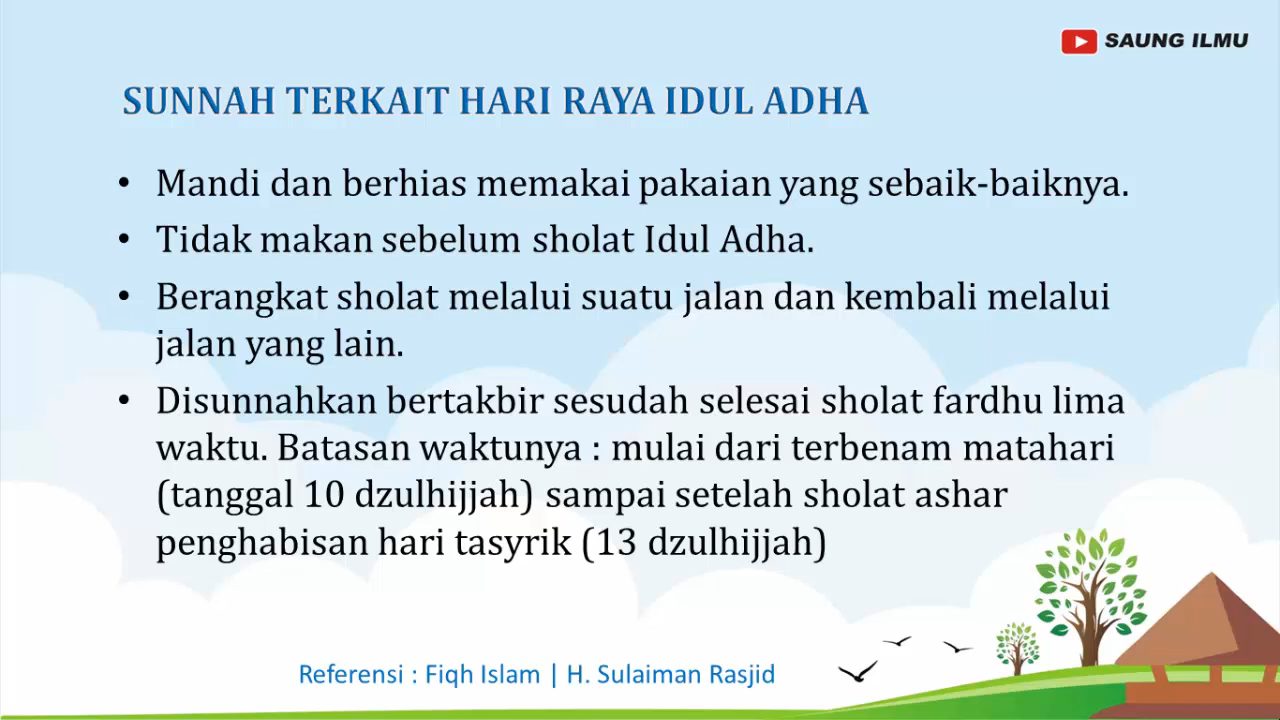 SAUNG ILMU
SUNNAH TERKAIT HARI RAYA IDUL ADHA
• Mandi dan berhias memakai pakaian yang sebaik-baiknya.
• Tidak makan sebelum sholat Idul Adha.
• Berangkat sholat melalui suatu jalan dan kembali melalui
jalan yang lain.
• Disunnahkan bertakbir sesudah selesai sholat fardhu lima
waktu. Batasan waktunya : mulai dari terbenam matahari
(tanggal 10 dzulhijjah) sampai setelah sholat ashar
penghabisan hari tasyrik (13 dzulhijjah)
Referensi : Fiqh Islam | H. Sulaiman Rasjid